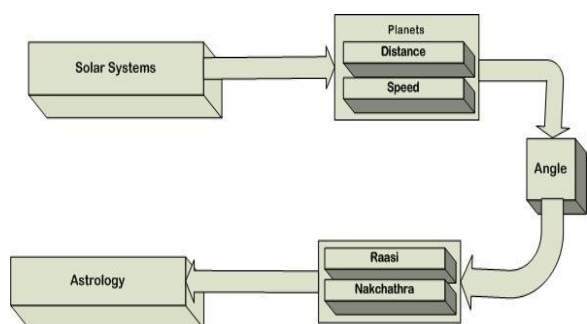 Solar Systems
Planets
Distance
Speed
Angle
Raasi
Nakchathra
Astrology